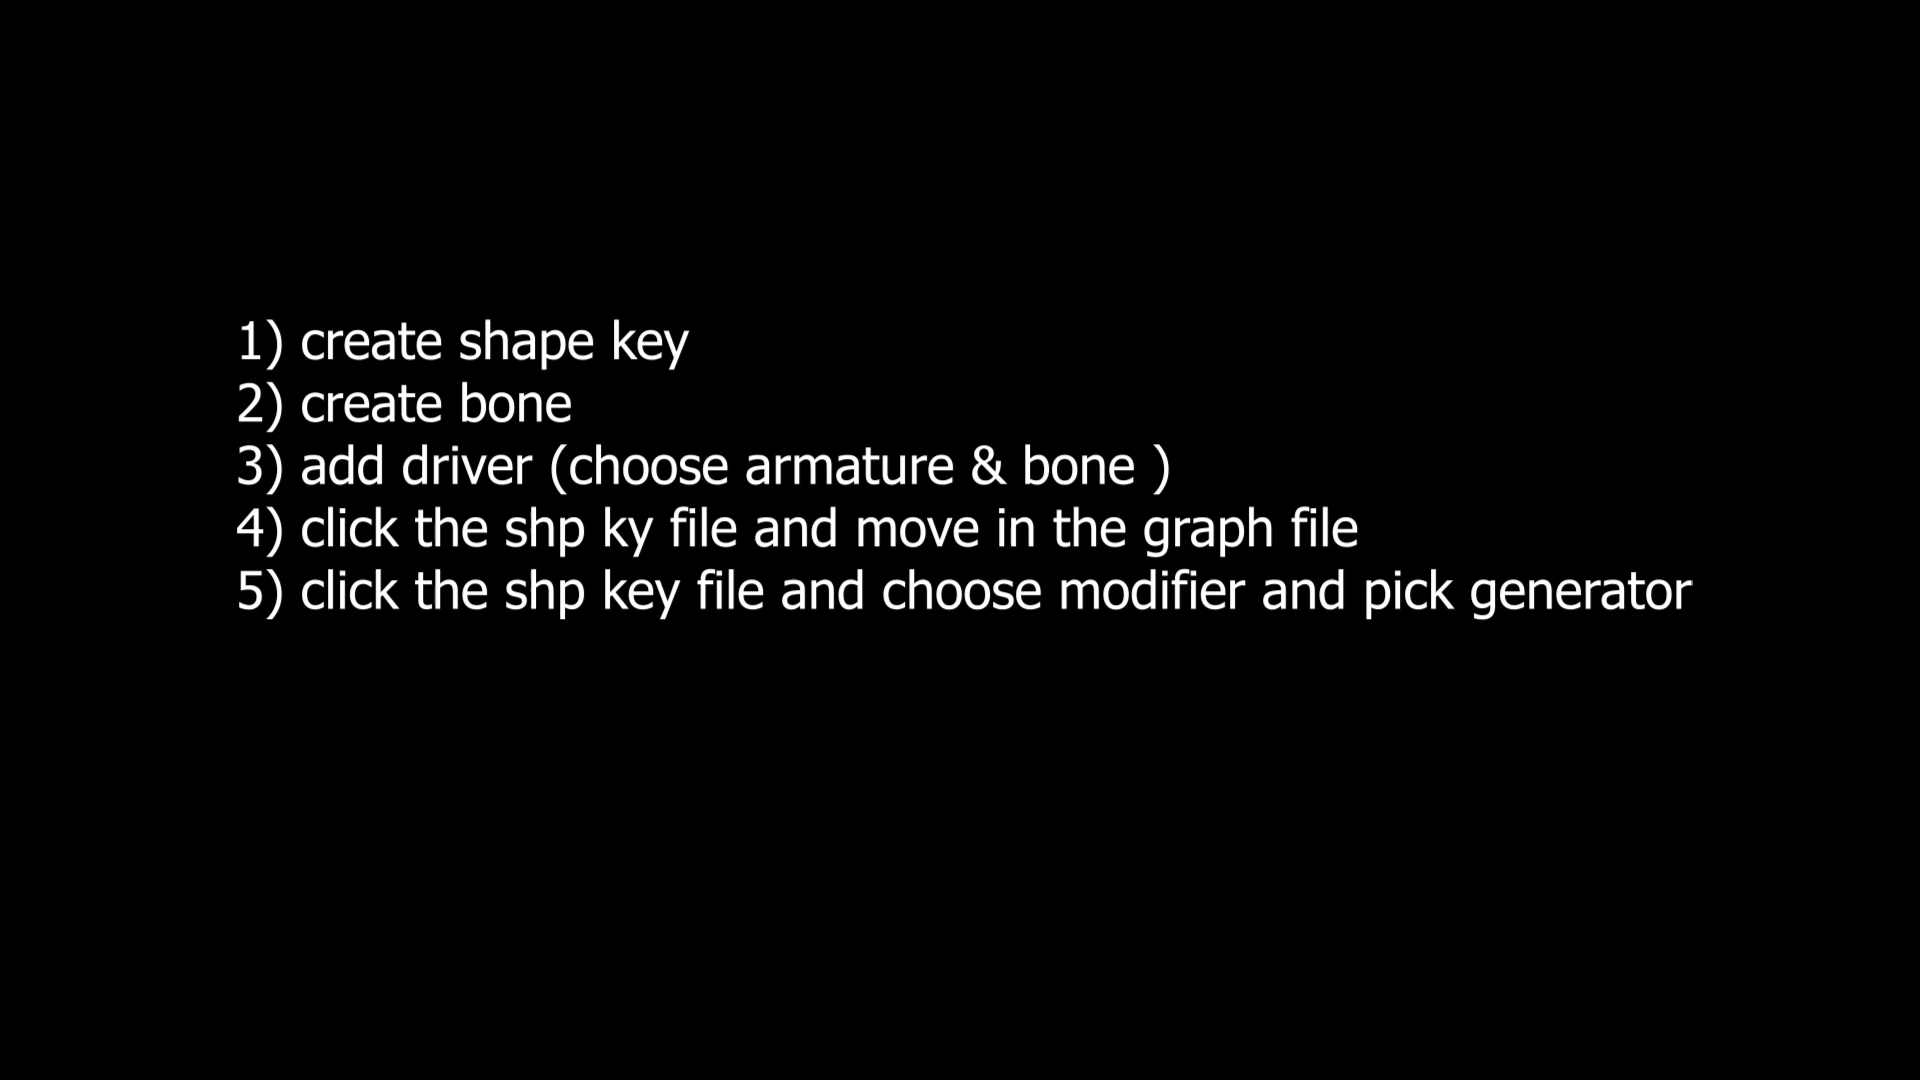 1) create shape key
2) create bone
3) add driver (choose armature & bone )
4) click the shp ky file and move in the graph file
5) click the shp key file and choose modifier and pick generator